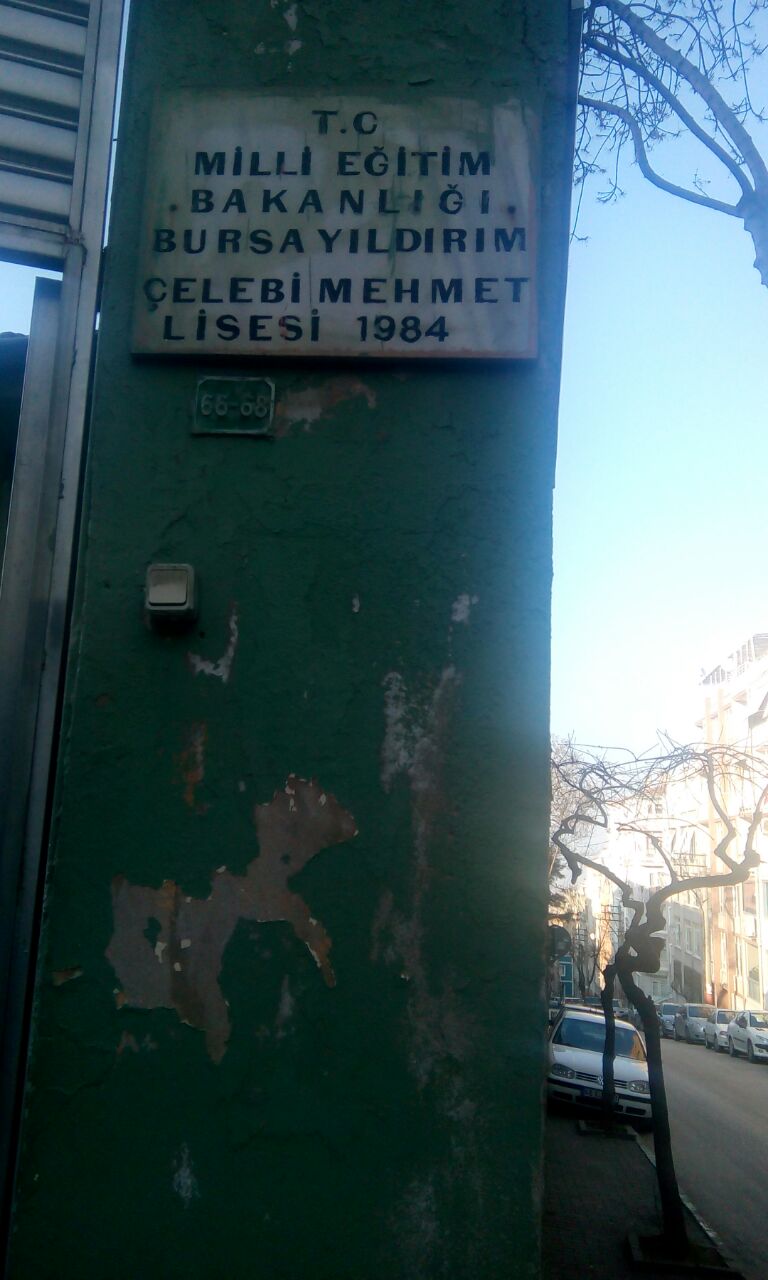 T.C
MİLLİ EĞİTİM
BAKANLIĞI
BURSA YILDIRIM
ÇELEBİ MEHMET
LİSESİ 1984
66-68